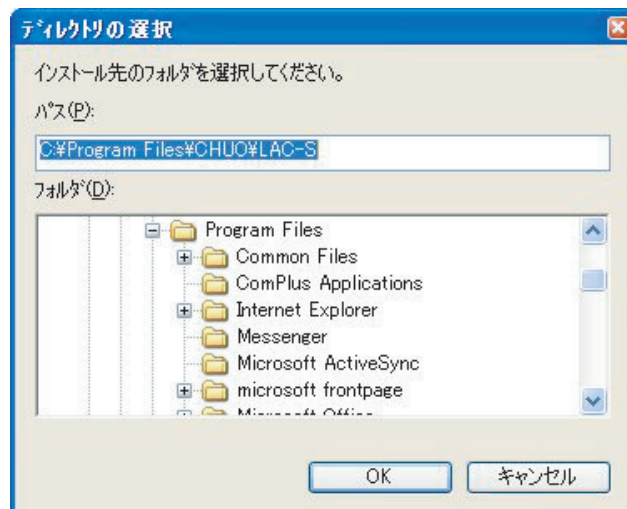 ディレクトリの選択
インストール先のフォルダを選択してください。
パス(P):
C:¥Program Files¥CHUO¥LAC-S
フォルダ(D):
Program Files
Common Files
ComPlus Applications
Internet Explorer
Messenger
Microsoft ActiveSync
microsoft frontpage
Microsoft Office
OK
キャンセル